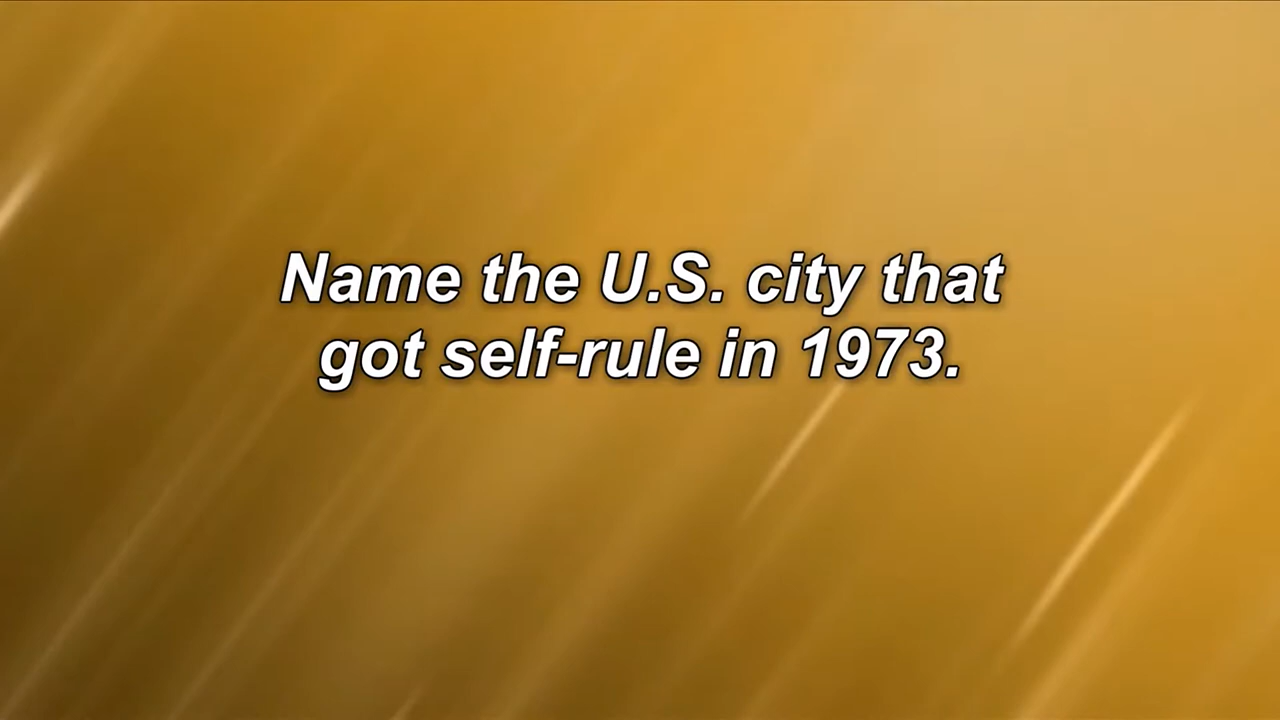 Name the U.S. city that
got self-rule in 1973.